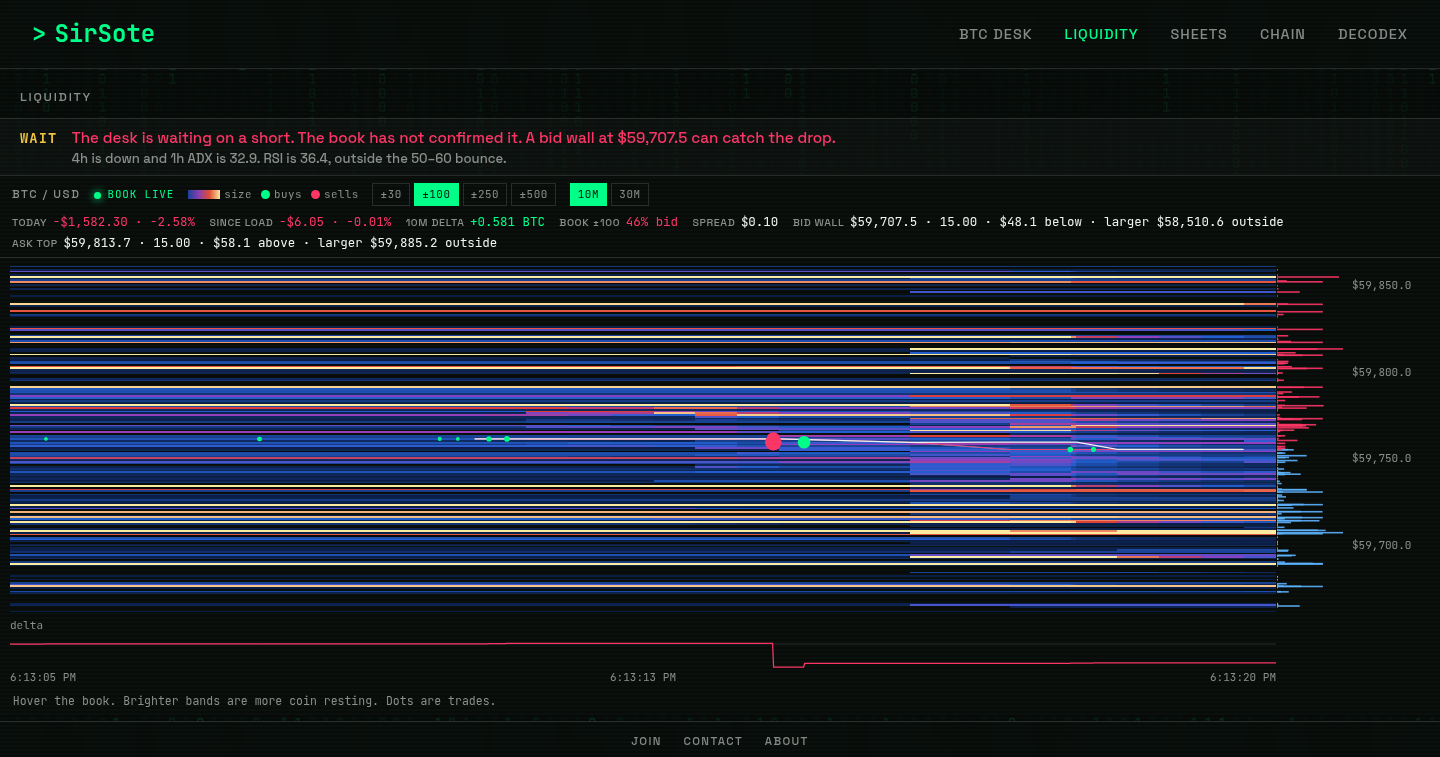 > SirSote
BTC DESK LIQUIDITY SHEETS CHAIN DECODEX
LIQUIDITY
WAIT The desk is waiting on a short. The book has not confirmed it. A bid wall at $59,707.5 can catch the drop.
4h is down and 1h ADX is 32.9. RSI is 36.4, outside the 50–60 bounce.
BTC / USD BOOK LIVE size buys sells ±30 ±100 ±250 ±500 10M 30M
TODAY -$1,582.30 · -2.58% SINCE LOAD -$6.05 · -0.01% 10M DELTA +0.581 BTC BOOK ±100 46% bid SPREAD $0.10 BID WALL $59,707.5 · 15.00 · $48.1 below · larger $58,510.6 outside
ASK TOP $59,813.7 · 15.00 · $58.1 above · larger $59,885.2 outside
$59,850.0
$59,800.0
$59,750.0
$59,700.0
delta
6:13:05 PM 6:13:13 PM 6:13:20 PM
Hover the book. Brighter bands are more coin resting. Dots are trades.
JOIN CONTACT ABOUT